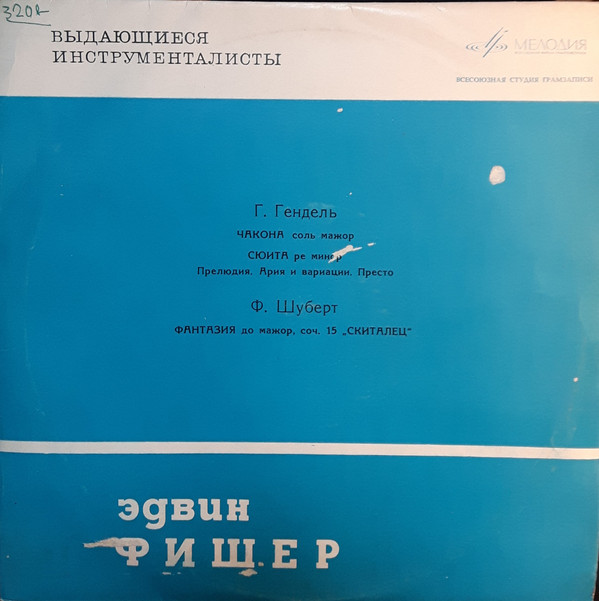 320
ВЫДАЮЩИЕСЯ
ИНСТРУМЕНТАЛИСТЫ
МЕЛОДИЯ
ВСЕСОЮЗНАЯ СТУДИЯ ГРАМЗАПИСИ
Г. Гендель
ЧАКОНА соль мажор
СЮИТА ре минор
Прелюдия. Ария и вариации. Престо
Ф. Шуберт
ФАНТАЗИЯ до мажор, соч. 15 „СКИТАЛЕЦ“
эдвин
ФИШЕР